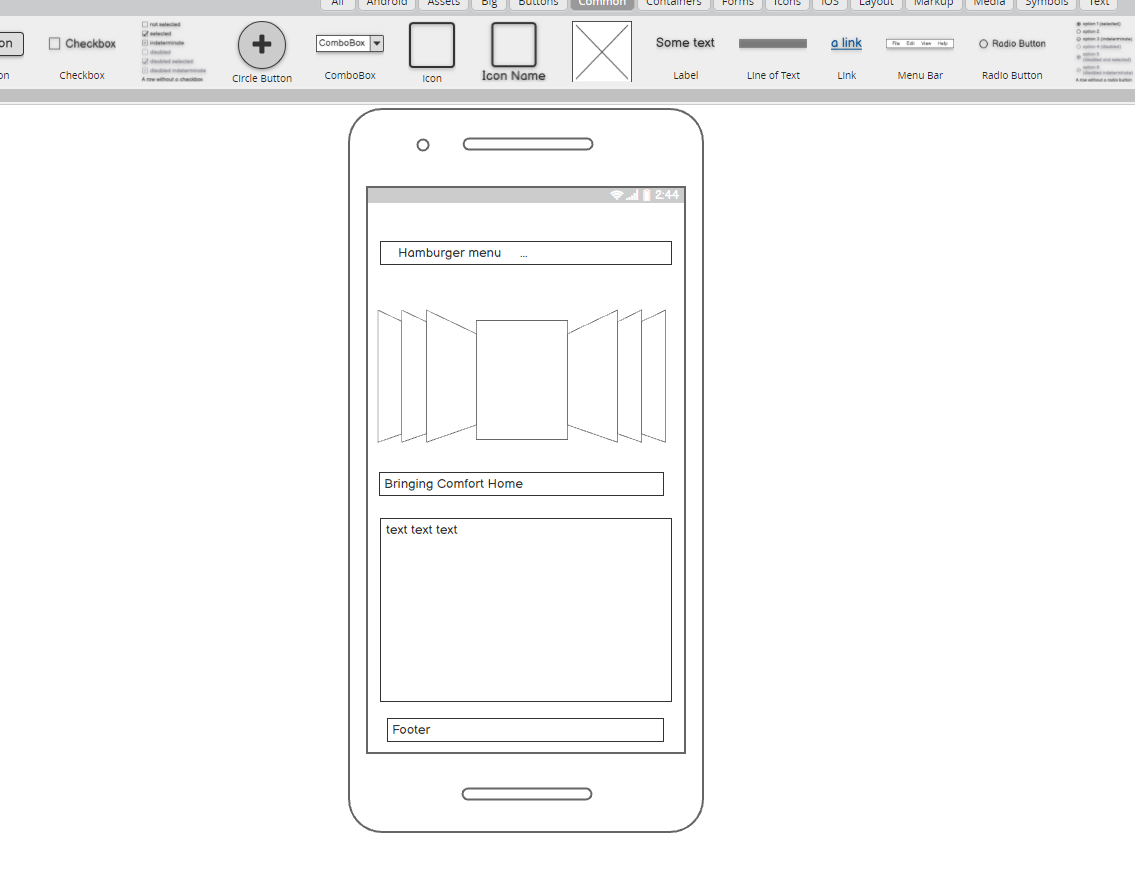 All Android Assets Big Buttons Common Containers Forms Icons iOS Layout Markup Media Symbols Text
not selected
selected
indeterminate
disabled
disabled selected
disabled indeterminate
A row without a checkbox
on
Checkbox
ComboBox
Some text
a link
File Edit View Help
Radio Button
option 1 (selected)
option 2
option 3 (indeterminate)
option 4 (disabled)
option 5
(disabled and selected)
option 6
(disabled indeterminate)
A row without a radio button
on
Checkbox
Circle Button
ComboBox
Icon
Icon Name
Label
Line of Text
Link
Menu Bar
Radio Button
2:44
Hamburger menu ...
Bringing Comfort Home
text text text
Footer